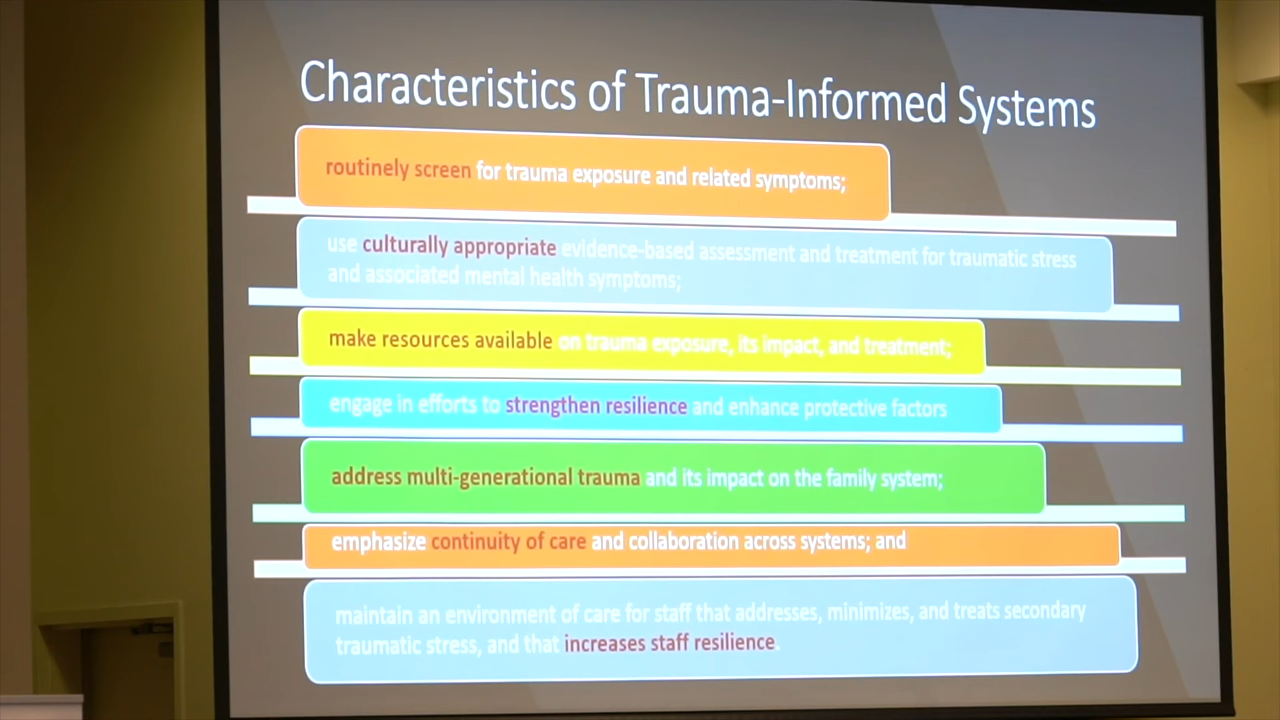 Characteristics of Trauma-Informed Systems
routinely screen for trauma exposure and related symptoms;
use culturally appropriate evidence-based assessment and treatment for traumatic stress
and associated mental health symptoms;
make resources available on trauma exposure, its impact, and treatment;
engage in efforts to strengthen resilience and enhance protective factors
address multi-generational trauma and its impact on the family system;
emphasize continuity of care and collaboration across systems; and
maintain an environment of care for staff that addresses, minimizes, and treats secondary
traumatic stress, and that increases staff resilience.